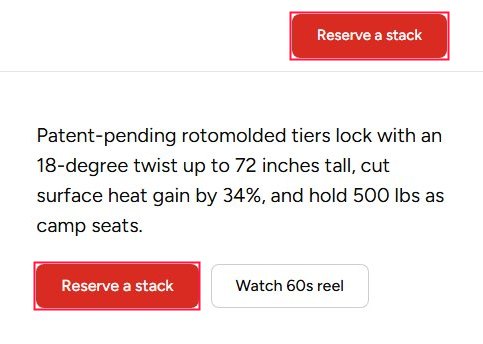 Reserve a stack
Patent-pending rotomolded tiers lock with an
18-degree twist up to 72 inches tall, cut
surface heat gain by 34%, and hold 500 lbs as
camp seats.
Reserve a stack
Watch 60s reel